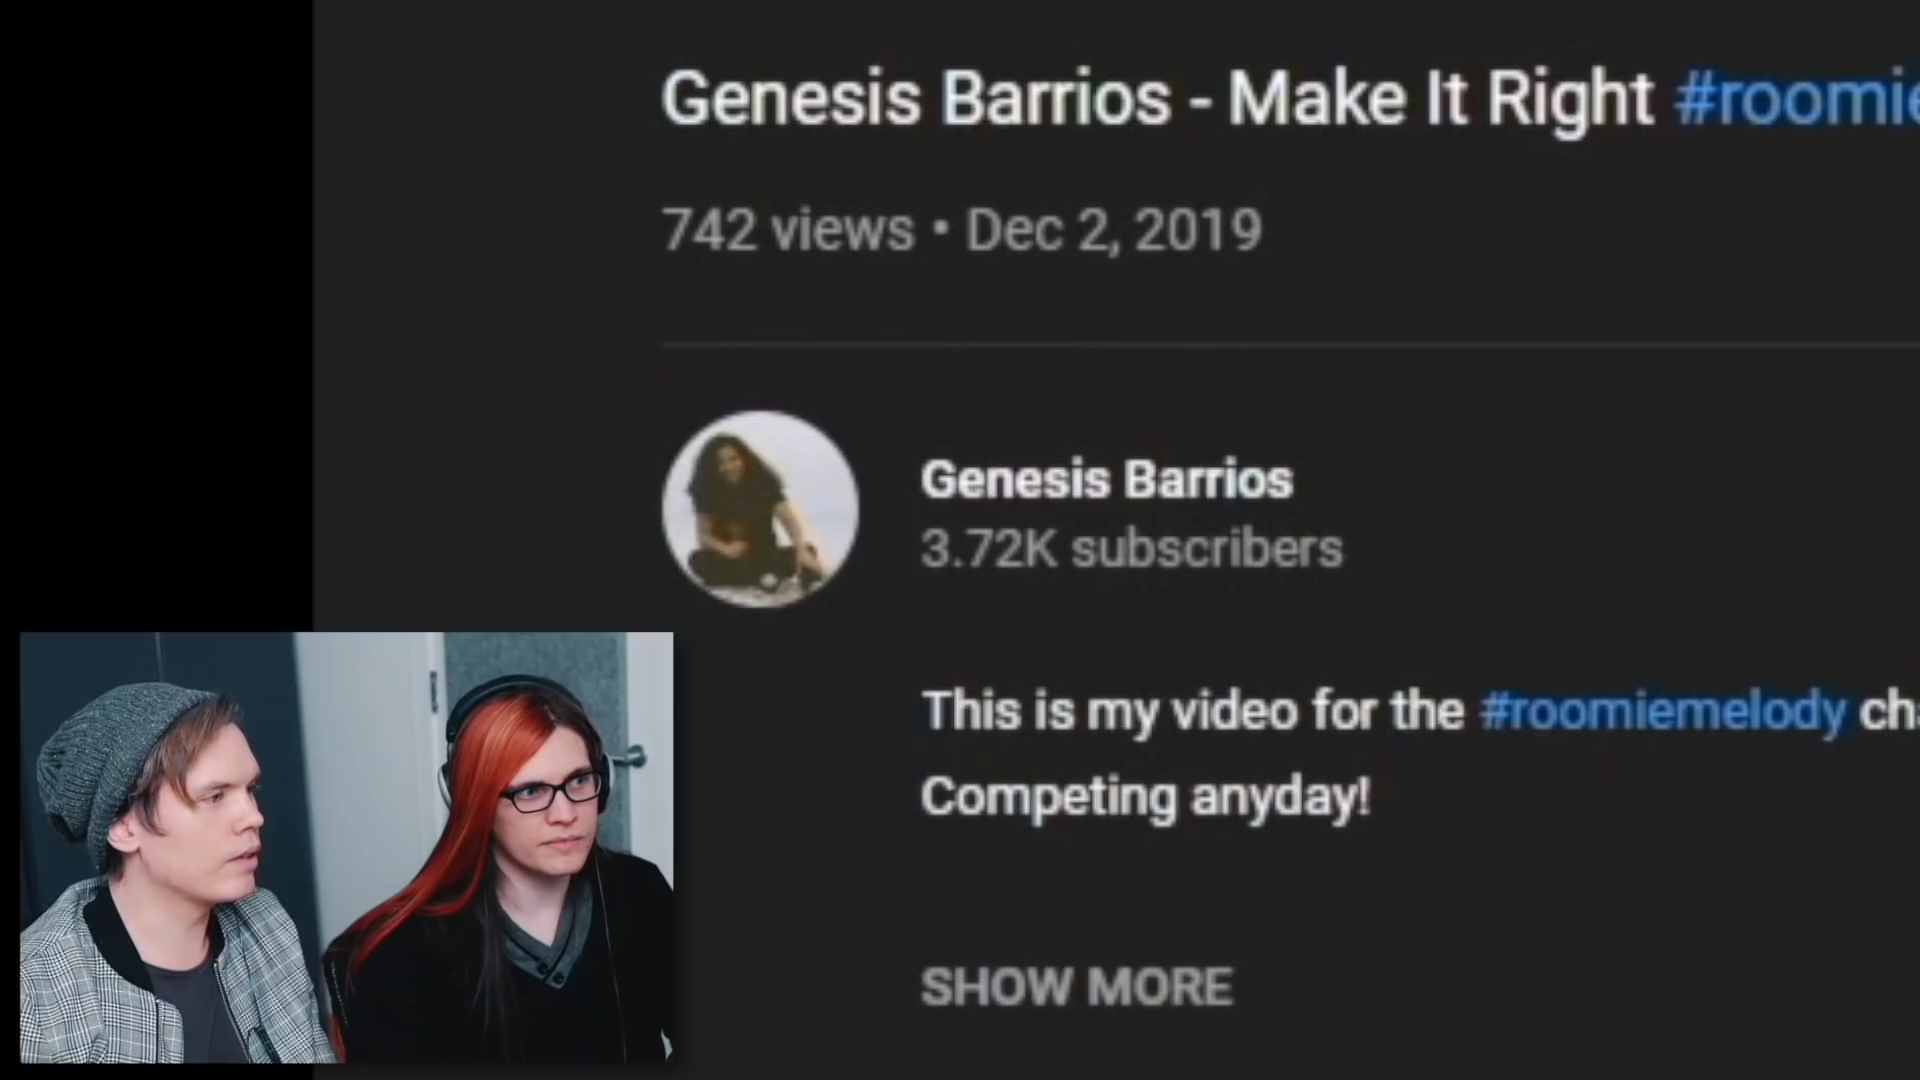 Genesis Barrios - Make It Right #roomie
742 views • Dec 2, 2019
Genesis Barrios
3.72K subscribers
This is my video for the #roomiemelody ch
Competing anyday!
SHOW MORE